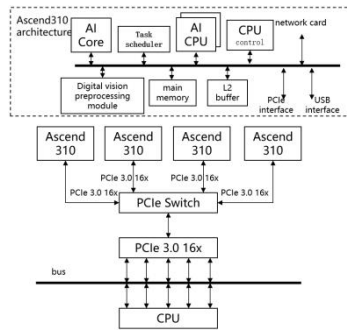 Ascend310
architecture
AI
Core
Task
scheduler
AI
CPU
CPU
control
network card
Digital vision
preprocessing
module
main
memory
L2
buffer
PCIe
interface
USB
interface
Ascend
310
Ascend
310
Ascend
310
Ascend
310
PCIe 3.0 16x
PCIe 3.0 16x
PCIe 3.0 16x
PCIe 3.0 16x
PCIe Switch
PCIe 3.0 16x
bus
CPU